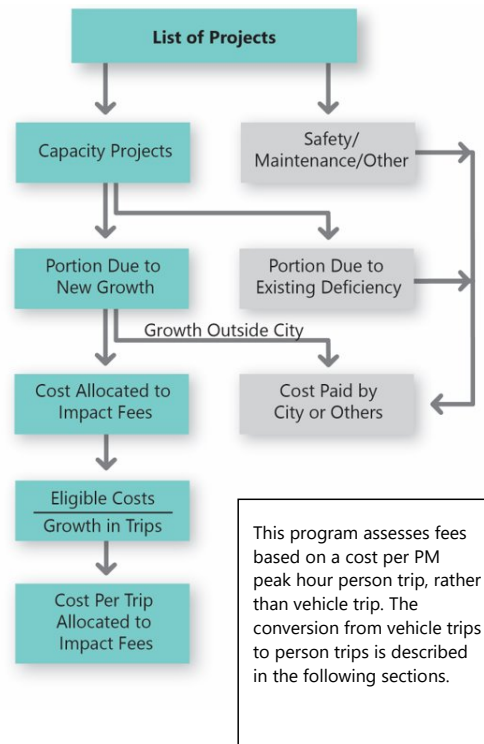 List of Projects
Capacity Projects
Safety/
Maintenance/Other
Portion Due to
New Growth
Portion Due to
Existing Deficiency
Growth Outside City
Cost Allocated to
Impact Fees
Cost Paid by
City or Others
Eligible Costs
Growth in Trips
Cost Per Trip
Allocated to
Impact Fees
This program assesses fees
based on a cost per PM
peak hour person trip, rather
than vehicle trip. The
conversion from vehicle trips
to person trips is described
in the following sections.